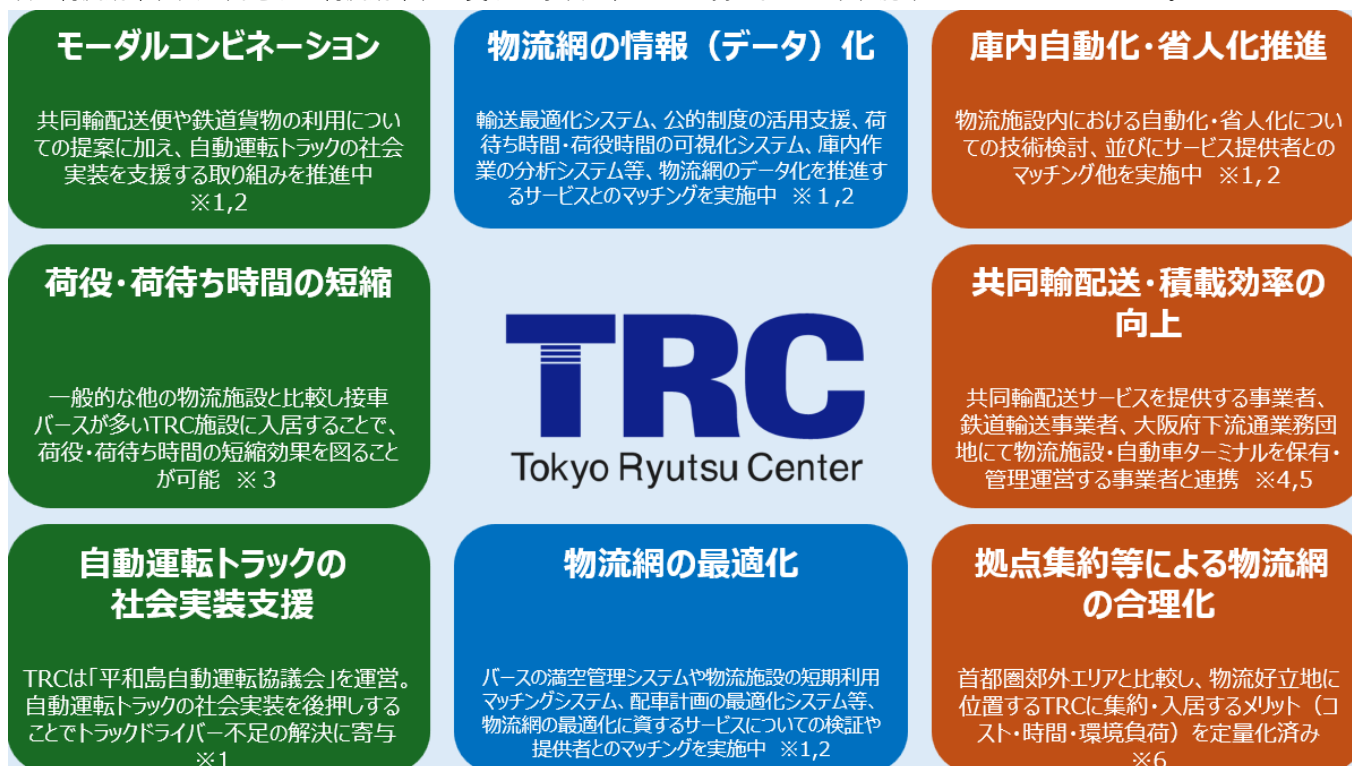 モーダルコンビネーション
共同輸配送便や鉄道貨物の利用につい
ての提案に加え、自動運転トラックの社会
実装を支援する取り組みを推進中
※1,2
物流網の情報（データ）化
輸送最適化システム、公的制度の活用支援、荷
待ち時間・荷役時間の可視化システム、庫内作
業の分析システム等、物流網のデータ化を推進す
るサービスとのマッチングを実施中 ※1,2
庫内自動化・省人化推進
物流施設内における自動化・省人化につい
ての技術検討、並びにサービス提供者との
マッチング他を実施中 ※1,2
荷役・荷待ち時間の短縮
一般的な他の物流施設と比較し接車
バースが多いTRC施設に入居することで、
荷役・荷待ち時間の短縮効果を図ること
が可能 ※3
TRC
Tokyo Ryutsu Center
共同輸配送・積載効率の
向上
共同輸配送サービスを提供する事業者、
鉄道輸送事業者、大阪府下流通業務団
地にて物流施設・自動車ターミナルを保有・
管理運営する事業者と連携 ※4,5
自動運転トラックの
社会実装支援
TRCは「平和島自動運転協議会」を運営。
自動運転トラックの社会実装を後押しする
ことでトラックドライバー不足の解決に寄与
※1
物流網の最適化
バースの満空管理システムや物流施設の短期利用
マッチングシステム、配車計画の最適化システム等、
物流網の最適化に資するサービスについての検証や
提供者とのマッチングを実施中 ※1,2
拠点集約等による物流網
の合理化
首都圏郊外エリアと比較し、物流好立地に
位置するTRCに集約・入居するメリット（コ
スト・時間・環境負荷）を定量化済み
※6